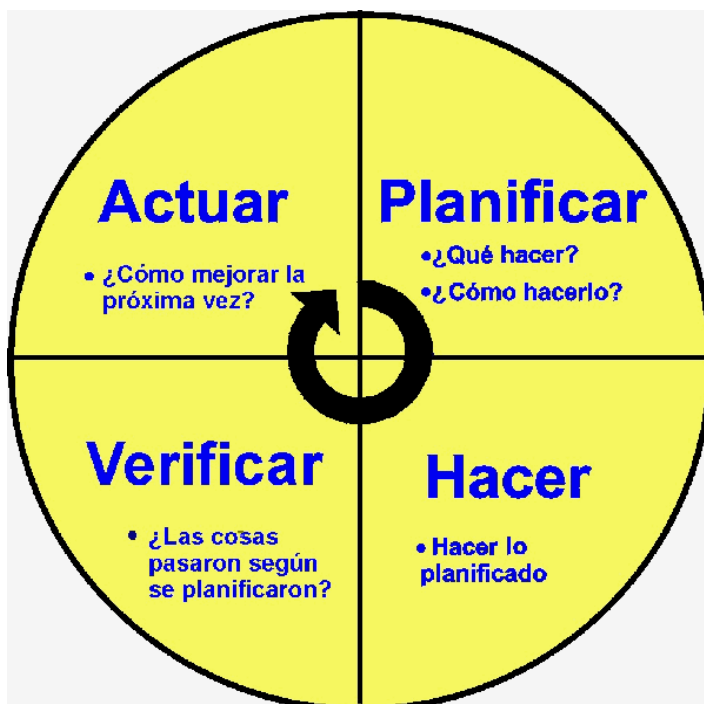 Actuar
• ¿Cómo mejorar la
próxima vez?
Planificar
•¿Qué hacer?
•¿Cómo hacerlo?
Verificar
• ¿Las cosas
pasaron según
se planificaron?
Hacer
• Hacer lo
planificado